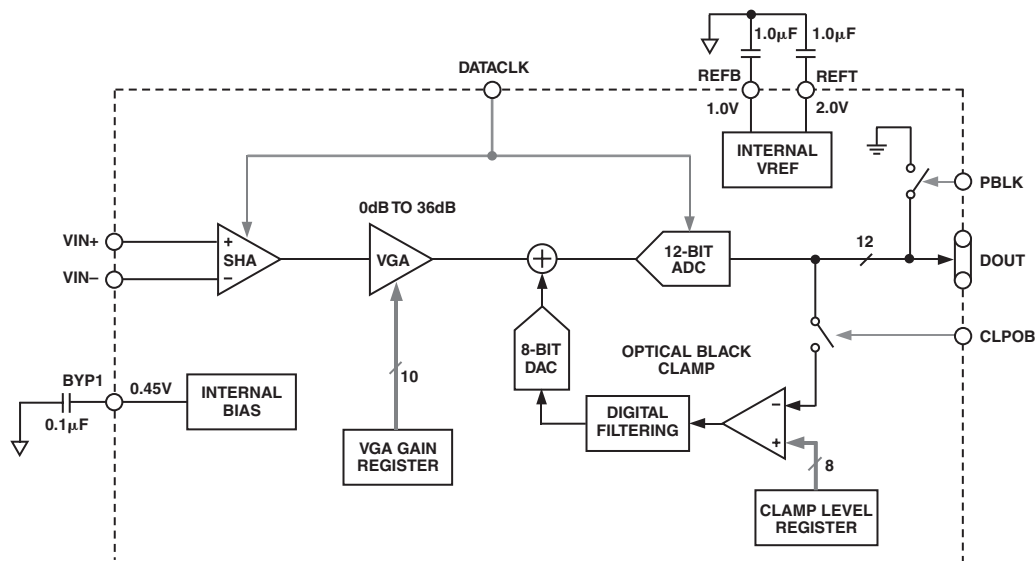 1.0μF 1.0μF
DATACLK
REFB REFT
1.0V 2.0V
INTERNAL
VREF
PBLK
0dB TO 36dB
VIN+
+
SHA
–
VIN–
VGA
+
12-BIT
ADC
12
DOUT
CLPOB
8-BIT
DAC
OPTICAL BLACK
CLAMP
BYP1
0.45V
0.1μF
INTERNAL
BIAS
10
DIGITAL
FILTERING
–
+
VGA GAIN
REGISTER
8
CLAMP LEVEL
REGISTER